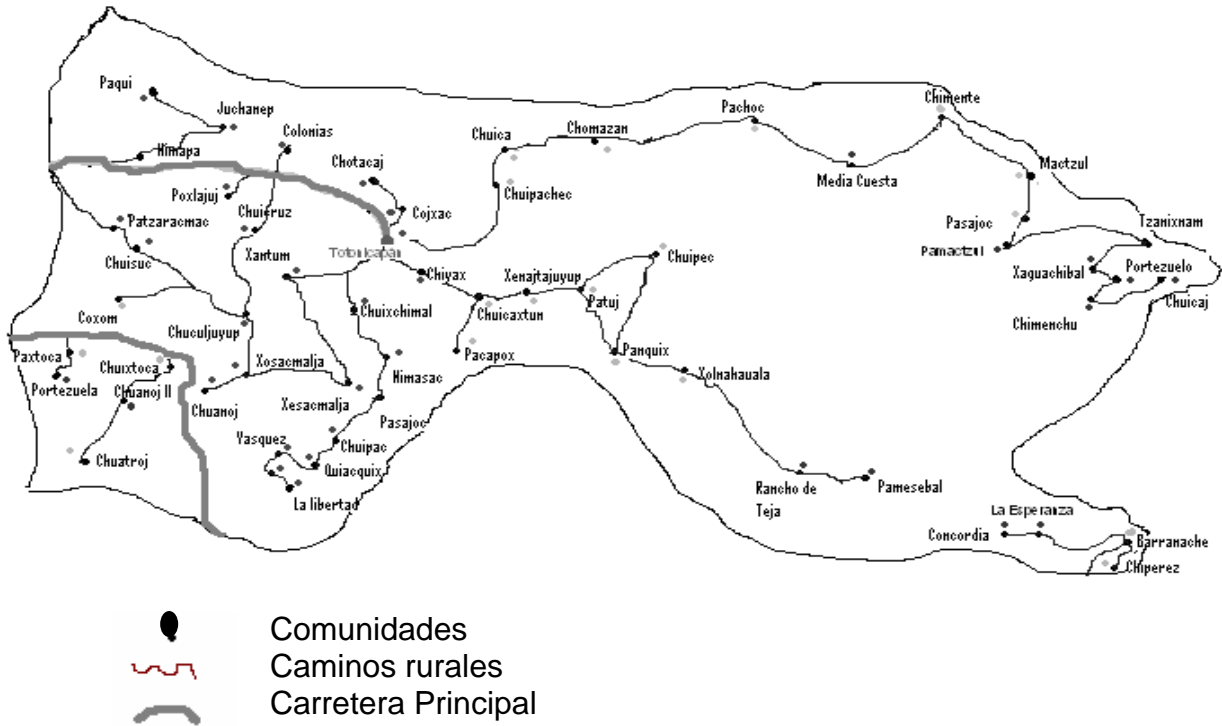 Paqui
Juchanep
Colonias
Nimapa
Chotacaj
Chuica
Chomazan
Pachoc
Chimente
Poxlajuj
Chuicruz
Cojxac
Chuipachec
Media Cuesta
Mactzul
Patzaracmac
Chuisuc
Xantum
Totonicapan
Chiyax
Xenajtajuyup
Chuipec
Pasajoc
Pamactzul
Tzanixnam
Xaguachibal
Portezuelo
Coxom
Chuculjuyup
Chuixchimal
Chuicaxtun
Patuj
Chimenchu
Chuicaj
Paxtoca
Portezuela
Chuixtoca
Chuanoj II
Xosacmalja
Nimasac
Pacapox
Panquix
Xolnahauala
Chuanoj
Xesacmalja
Pasajoc
Chuatroj
Vasquez
Chuipac
Quiacquix
La libertad
Rancho de
Teja
Pamesebal
La Esperanza
Concordia
Barranache
Chiperez
Comunidades
Caminos rurales
Carretera Principal